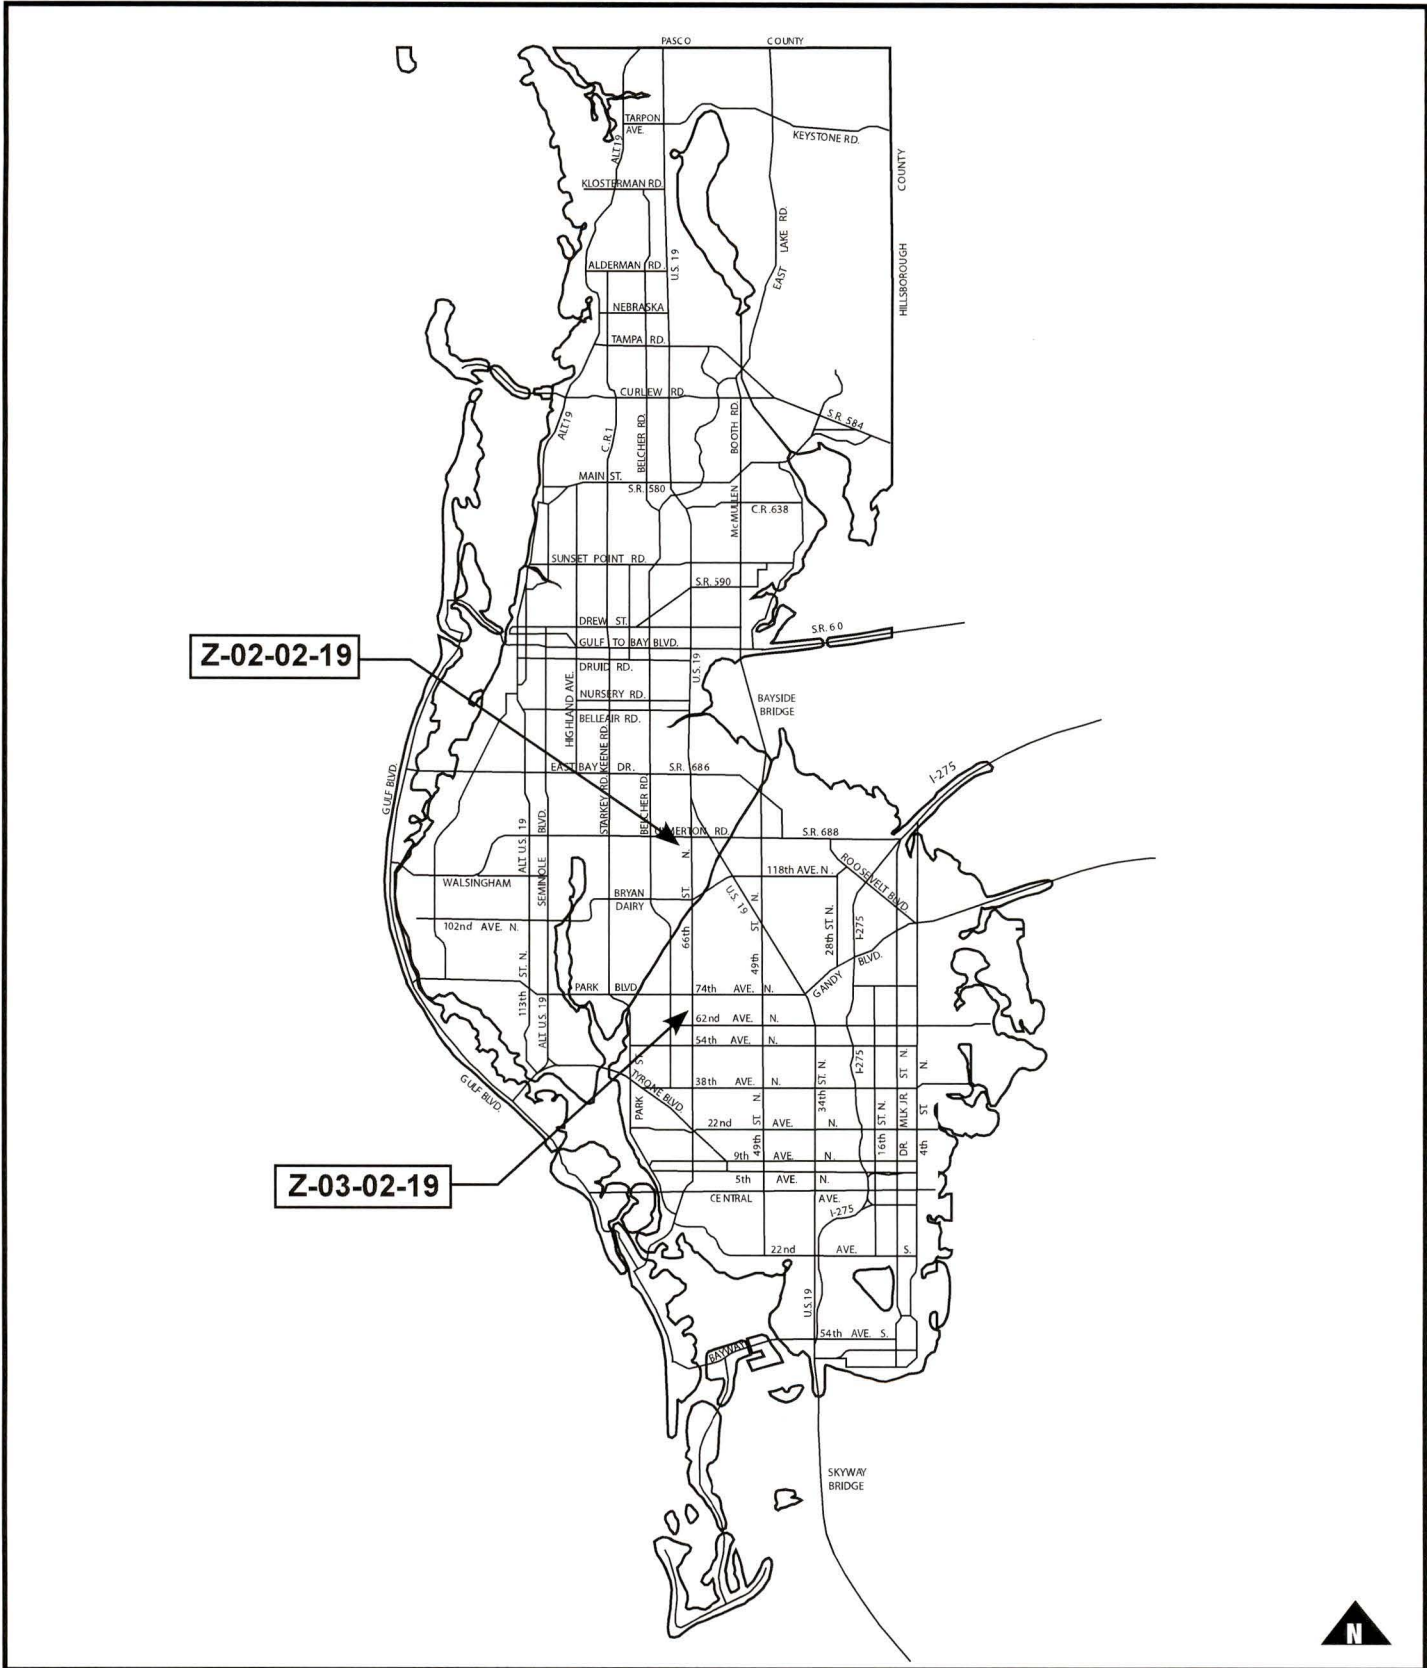 PASCO COUNTY
TARPON
AVE.
KEYSTONE RD.
ALT.19
COUNTY
HILLSBOROUGH
KLOSTERMAN RD.
EAST LAKE RD.
U.S. 19
ALDERMAN RD.
NEBRASKA
TAMPA RD.
CURLEW RD
S.R. 584
ALT.19
C.R.1
BELCHER RD.
BOOTH RD.
McMULLEN
MAIN ST.
S.R. 580
C.R.638
SUNSET POINT RD.
S.R. 590
DREW ST.
S.R. 60
GULF TO BAY BLVD.
Z-02-02-19
DRUID RD.
U.S. 19
NURSERY RD.
BAYSIDE
BRIDGE
HIGHLAND AVE.
BELLEAIR RD.
KEENE RD.
STARKEY RD.
EAST BAY DR.
S.R. 686
BELCHER RD.
I-275
GULF BLVD.
ALT U.S. 19
SEMINOLE BLVD.
S.R. 688
ROOSEVELT BLVD.
118th AVE. N.
WALSINGHAM
BRYAN
DAIRY
66th ST. N.
U.S. 19
49th ST. N.
28th ST. N.
I-275
102nd AVE. N.
GANDY BLVD.
113th ST. N.
ALT U.S. 19
PARK BLVD.
74th AVE. N.
62nd AVE. N.
54th AVE. N.
38th AVE. N.
34th ST. N.
I-275
TYRONE BLVD.
PARK ST.
GULF BLVD.
22nd AVE. N.
49th ST. N.
16th ST. N.
DR. MLK JR. ST N.
4th ST. N.
9th AVE. N.
Z-03-02-19
5th AVE. N.
CENTRAL AVE.
I-275
22nd AVE. S.
U.S.19
54th AVE. S.
BAYWAY
SKYWAY
BRIDGE
N